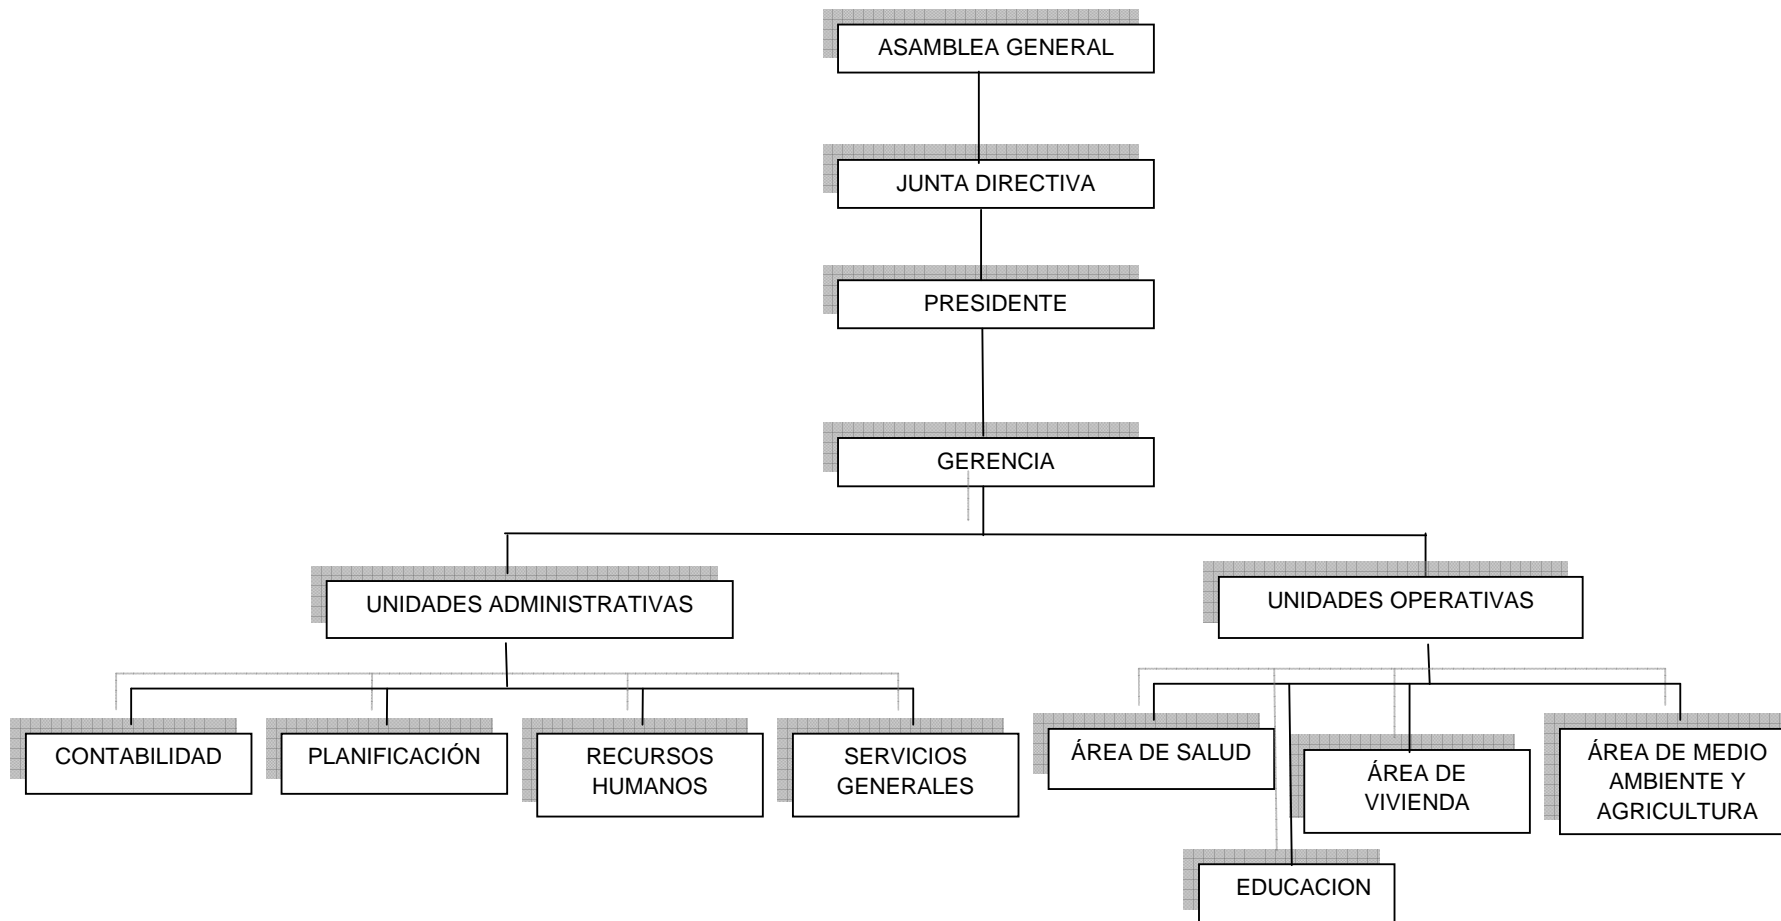 ASAMBLEA GENERAL
JUNTA DIRECTIVA
PRESIDENTE
GERENCIA
UNIDADES ADMINISTRATIVAS
UNIDADES OPERATIVAS
CONTABILIDAD
PLANIFICACIÓN
RECURSOS
HUMANOS
SERVICIOS
GENERALES
ÁREA DE SALUD
ÁREA DE
VIVIENDA
ÁREA DE MEDIO
AMBIENTE Y
AGRICULTURA
EDUCACION